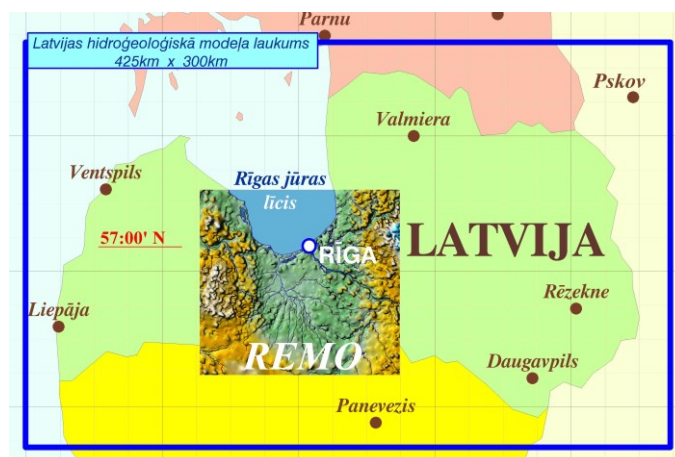 Parnu
Latvijas hidroģeoloģiskā modeļa laukums
425km x 300km
Pskov
Valmiera
Ventspils
Rīgas jūras
līcis
57:00' N
RĪGA
LATVIJA
Rēzekne
Liepāja
REMO
Daugavpils
Panevezis